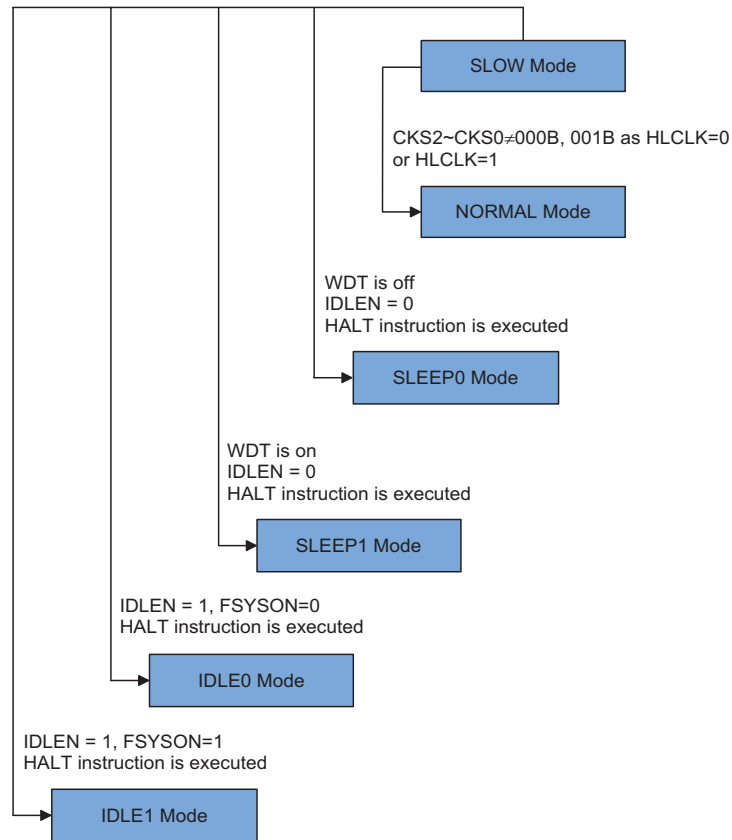 SLOW Mode
CKS2~CKS0≠000B, 001B as HLCLK=0
or HLCLK=1
NORMAL Mode
WDT is off
IDLEN = 0
HALT instruction is executed
SLEEP0 Mode
WDT is on
IDLEN = 0
HALT instruction is executed
SLEEP1 Mode
IDLEN = 1, FSYSON=0
HALT instruction is executed
IDLE0 Mode
IDLEN = 1, FSYSON=1
HALT instruction is executed
IDLE1 Mode